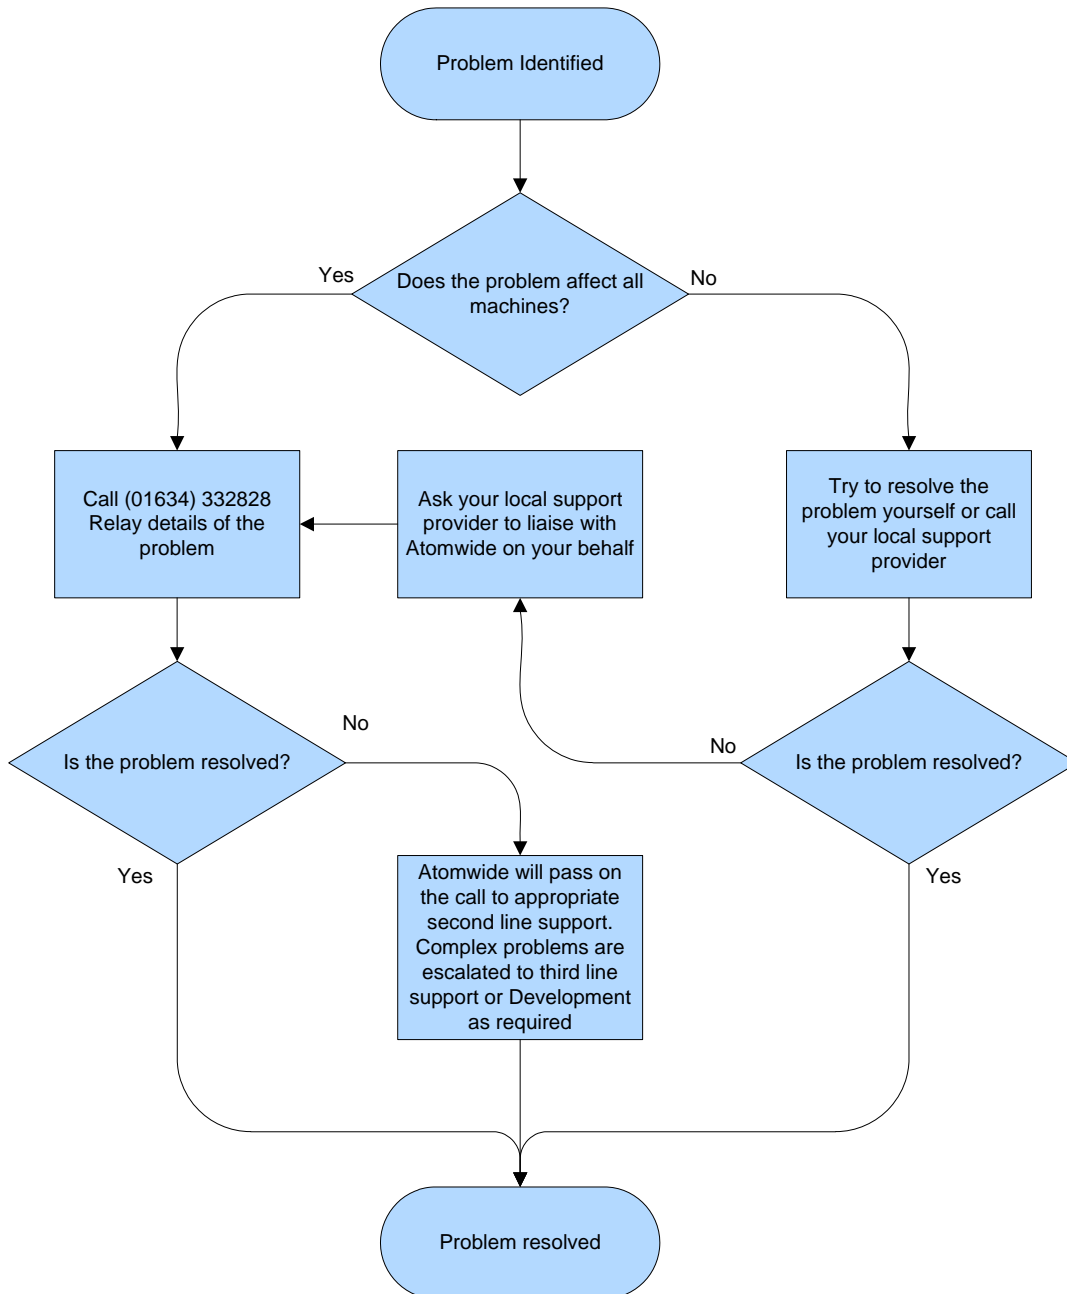 Problem Identified
Does the problem affect all
machines?
Yes
No
Call (01634) 332828
Relay details of the
problem
Ask your local support
provider to liaise with
Atomwide on your behalf
Try to resolve the
problem yourself or call
your local support
provider
Is the problem resolved?
No
Yes
No
Is the problem resolved?
Yes
Atomwide will pass on
the call to appropriate
second line support.
Complex problems are
escalated to third line
support or Development
as required
Problem resolved